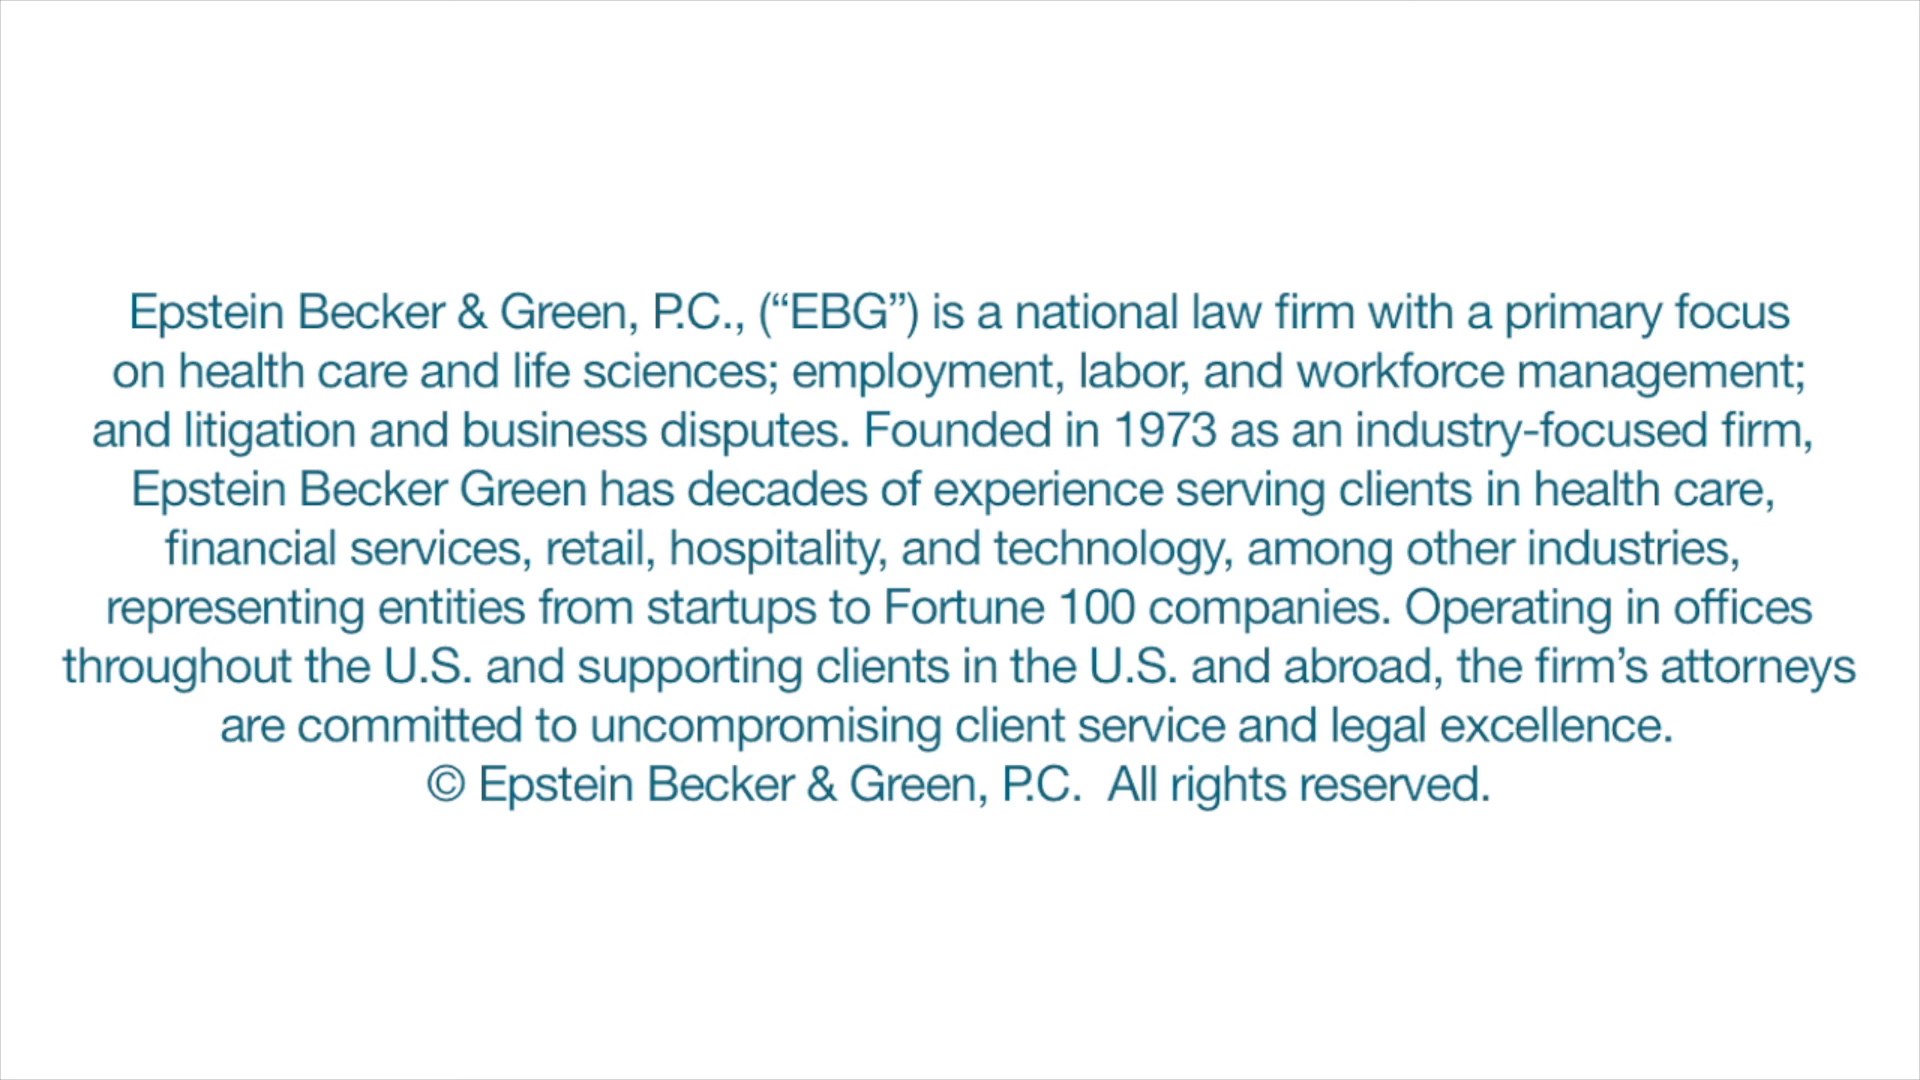 Epstein Becker & Green, P.C., (“EBG”) is a national law firm with a primary focus
on health care and life sciences; employment, labor, and workforce management;
and litigation and business disputes. Founded in 1973 as an industry-focused firm,
Epstein Becker Green has decades of experience serving clients in health care,
financial services, retail, hospitality, and technology, among other industries,
representing entities from startups to Fortune 100 companies. Operating in offices
throughout the U.S. and supporting clients in the U.S. and abroad, the firm’s attorneys
are committed to uncompromising client service and legal excellence.
© Epstein Becker & Green, P.C.  All rights reserved.